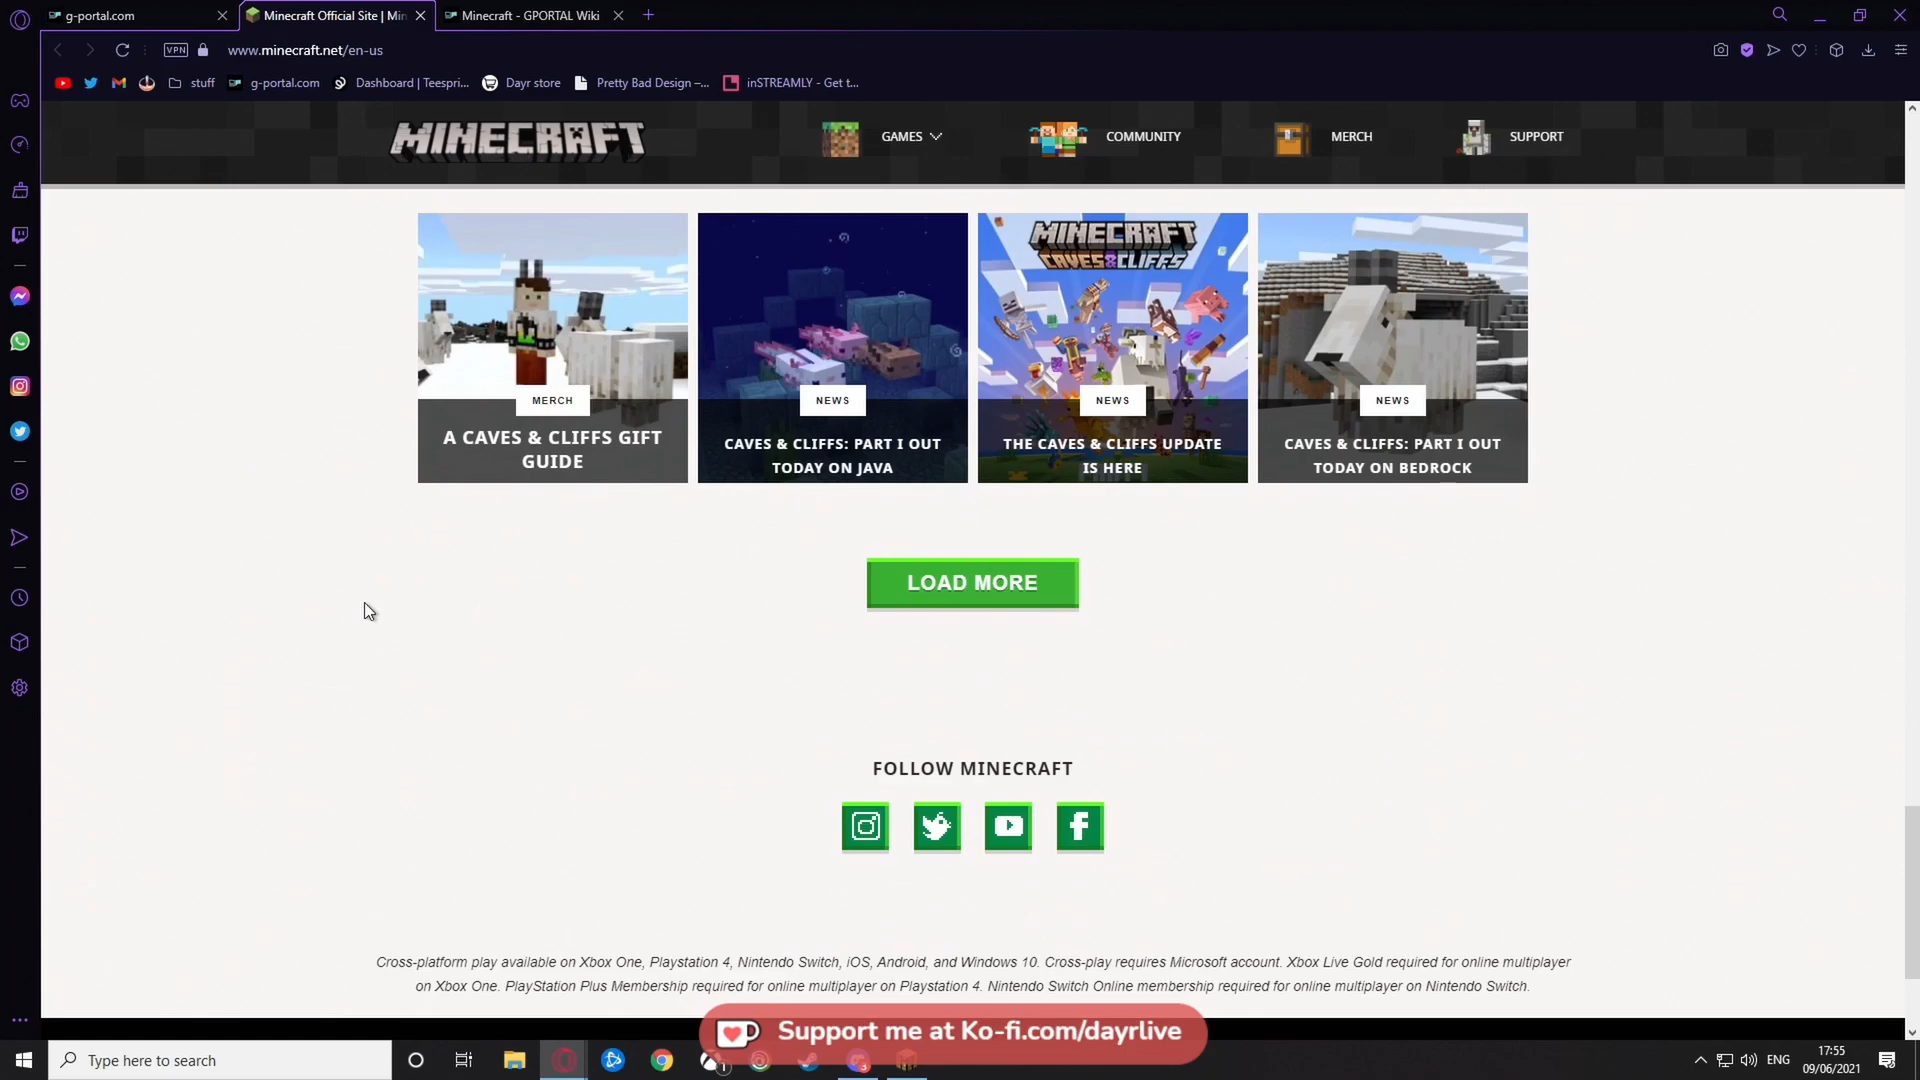 g-portal.com
Minecraft Official Site | Min
Minecraft - GPORTAL Wiki
VPN
www.minecraft.net/en-us
stuff
g-portal.com
Dashboard | Teespri...
Dayr store
Pretty Bad Design –...
inSTREAMLY - Get t...
MINECRAFT
GAMES
COMMUNITY
MERCH
SUPPORT
MINECRAFT
CAVES & CLIFFS
MERCH
NEWS
NEWS
NEWS
A CAVES & CLIFFS GIFT
GUIDE
CAVES & CLIFFS: PART I OUT
TODAY ON JAVA
THE CAVES & CLIFFS UPDATE
IS HERE
CAVES & CLIFFS: PART I OUT
TODAY ON BEDROCK
LOAD MORE
FOLLOW MINECRAFT
Cross-platform play available on Xbox One, Playstation 4, Nintendo Switch, iOS, Android, and Windows 10. Cross-play requires Microsoft account. Xbox Live Gold required for online multiplayer
on Xbox One. PlayStation Plus Membership required for online multiplayer on Playstation 4. Nintendo Switch Online membership required for online multiplayer on Nintendo Switch.
Support me at Ko-fi.com/dayrlive
Type here to search
1
3
ENG
17:55
09/06/2021